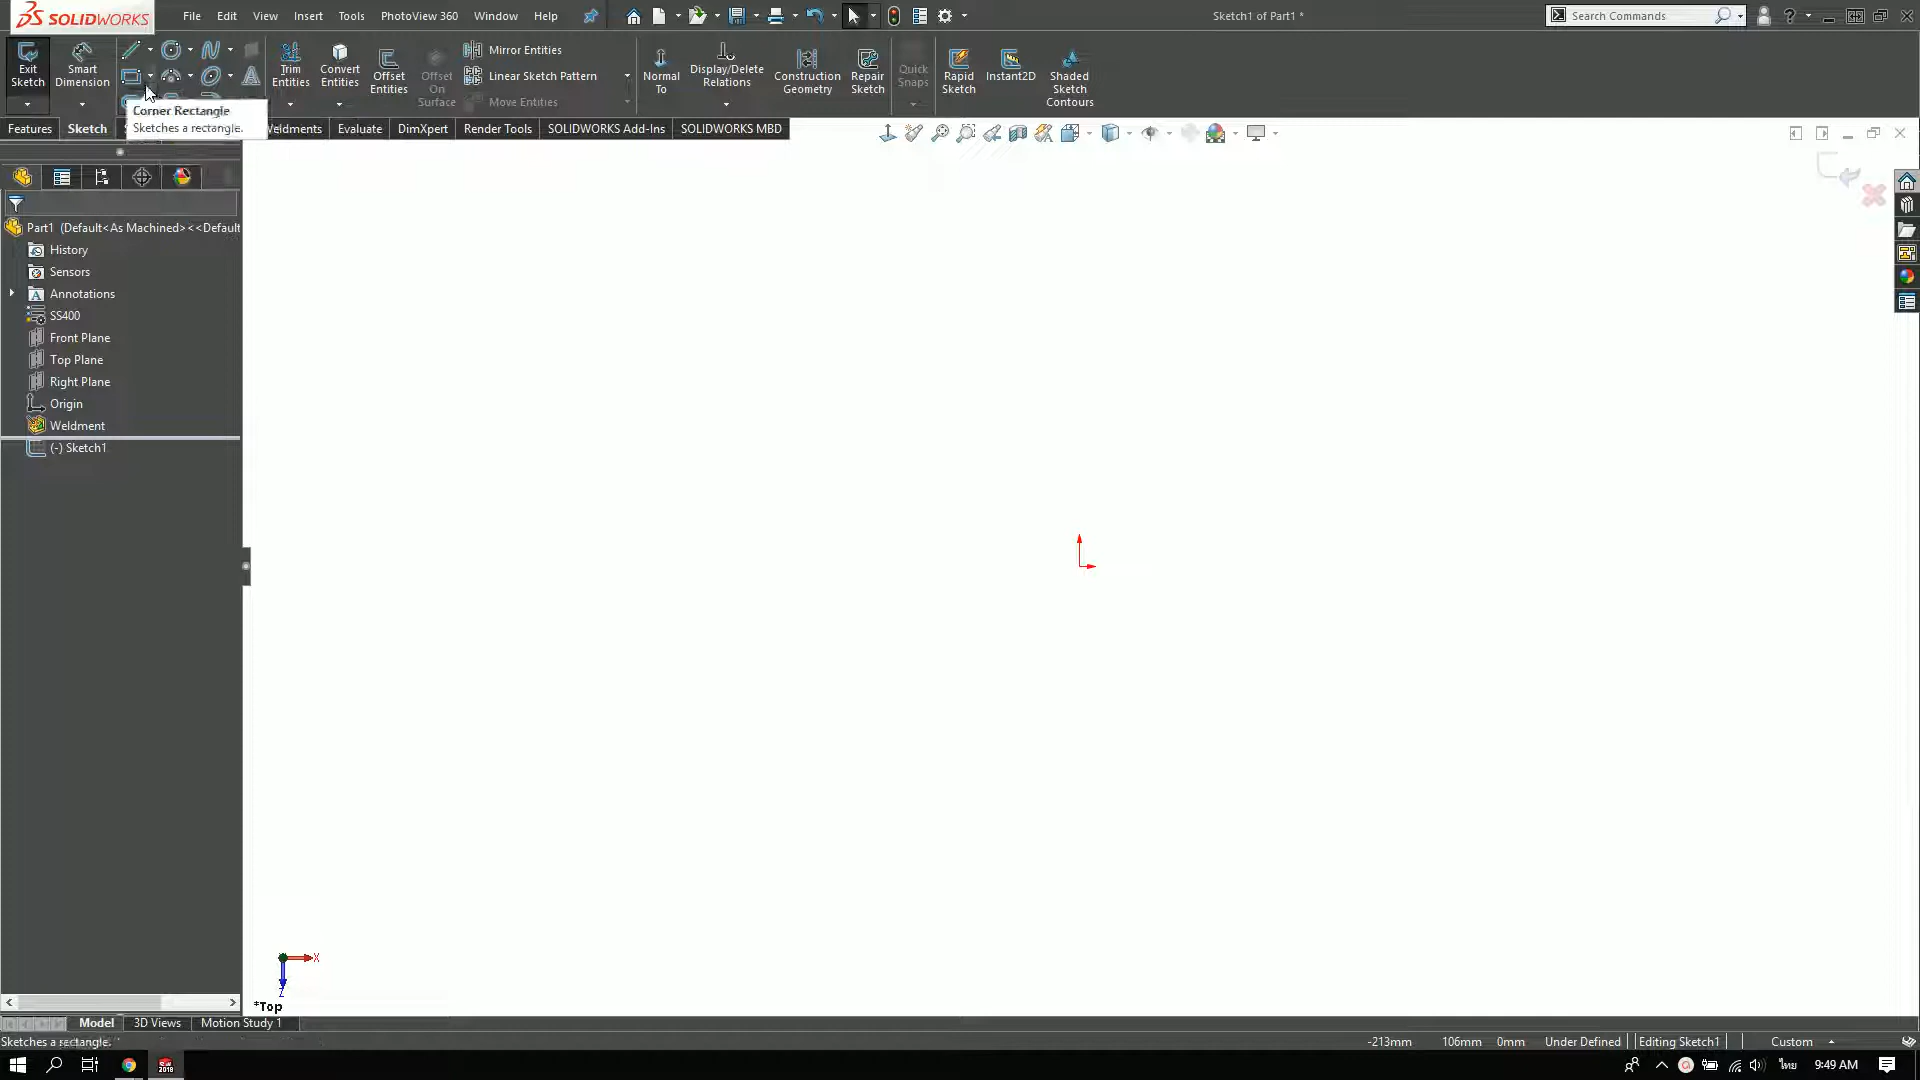 SOLIDWORKS File Edit View Insert Tools PhotoView 360 Window Help Sketch1 of Part1 * Search Commands
Exit Sketch
Smart Dimension
Trim Entities
Convert Entities
Offset Entities
Offset On Surface
Mirror Entities
Linear Sketch Pattern
Move Entities
Normal To
Display/Delete Relations
Construction Geometry
Repair Sketch
Quick Snaps
Rapid Sketch
Instant2D
Shaded Sketch Contours
Corner Rectangle
Sketches a rectangle.
Features Sketch Evaluate DimXpert Render Tools SOLIDWORKS Add-Ins SOLIDWORKS MBD
Part1 (Default<As Machined><<Default
History
Sensors
Annotations
SS400
Front Plane
Top Plane
Right Plane
Origin
Weldment
(-) Sketch1
X
Z
*Top
Model 3D Views Motion Study 1
Sketches a rectangle. -213mm 106mm 0mm Under Defined Editing Sketch1 Custom
2018
ไทย 9:49 AM